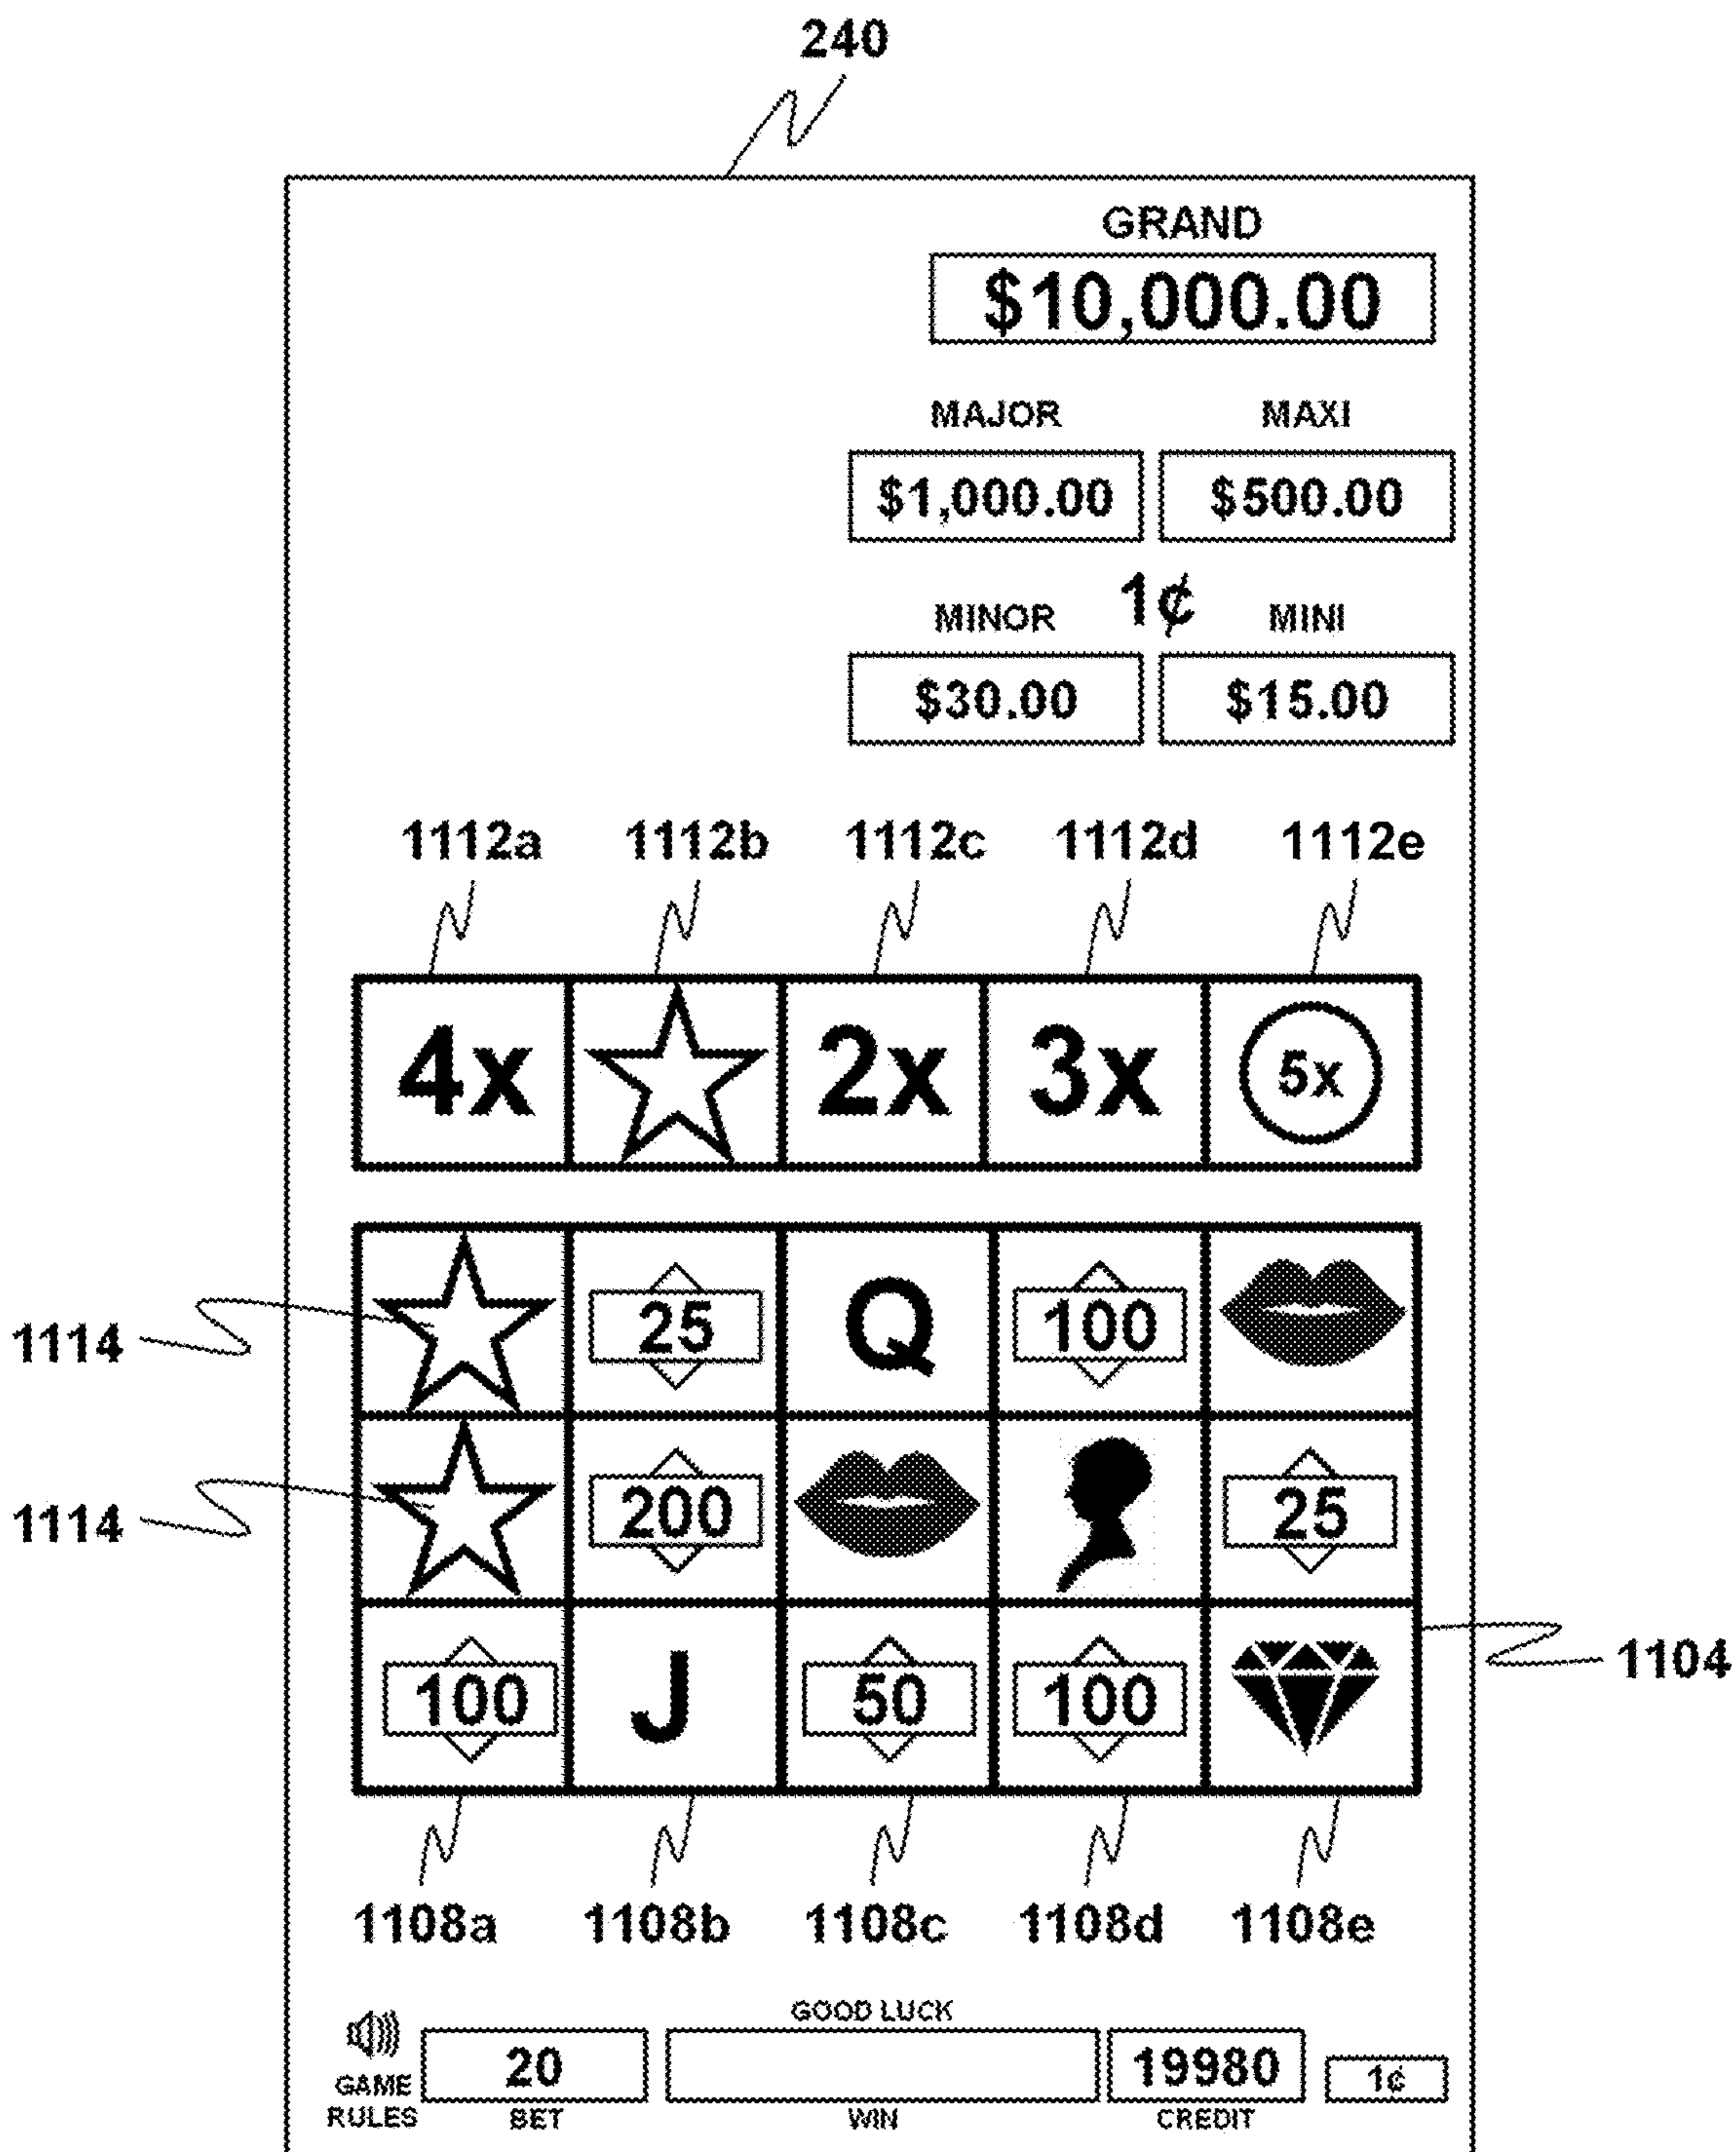 240
GRAND
$10,000.00
MAJOR MAXI
$1,000.00 $500.00
1¢
MINOR MINI
$30.00 $15.00
1112a 1112b 1112c 1112d 1112e
4x 2x 3x 5x
25 Q 100
1114
200 25
1114
100 J 50 100
1104
1108a 1108b 1108c 1108d 1108e
GOOD LUCK
20 19980 1¢
GAME
RULES BET WIN CREDIT